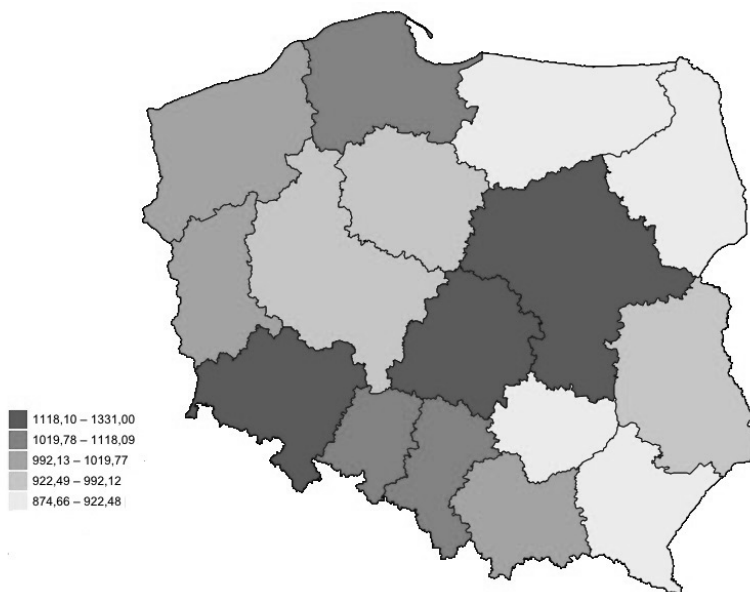 1118,10 – 1331,00
1019,78 – 1118,09
992,13 – 1019,77
922,49 – 992,12
874,66 – 922,48